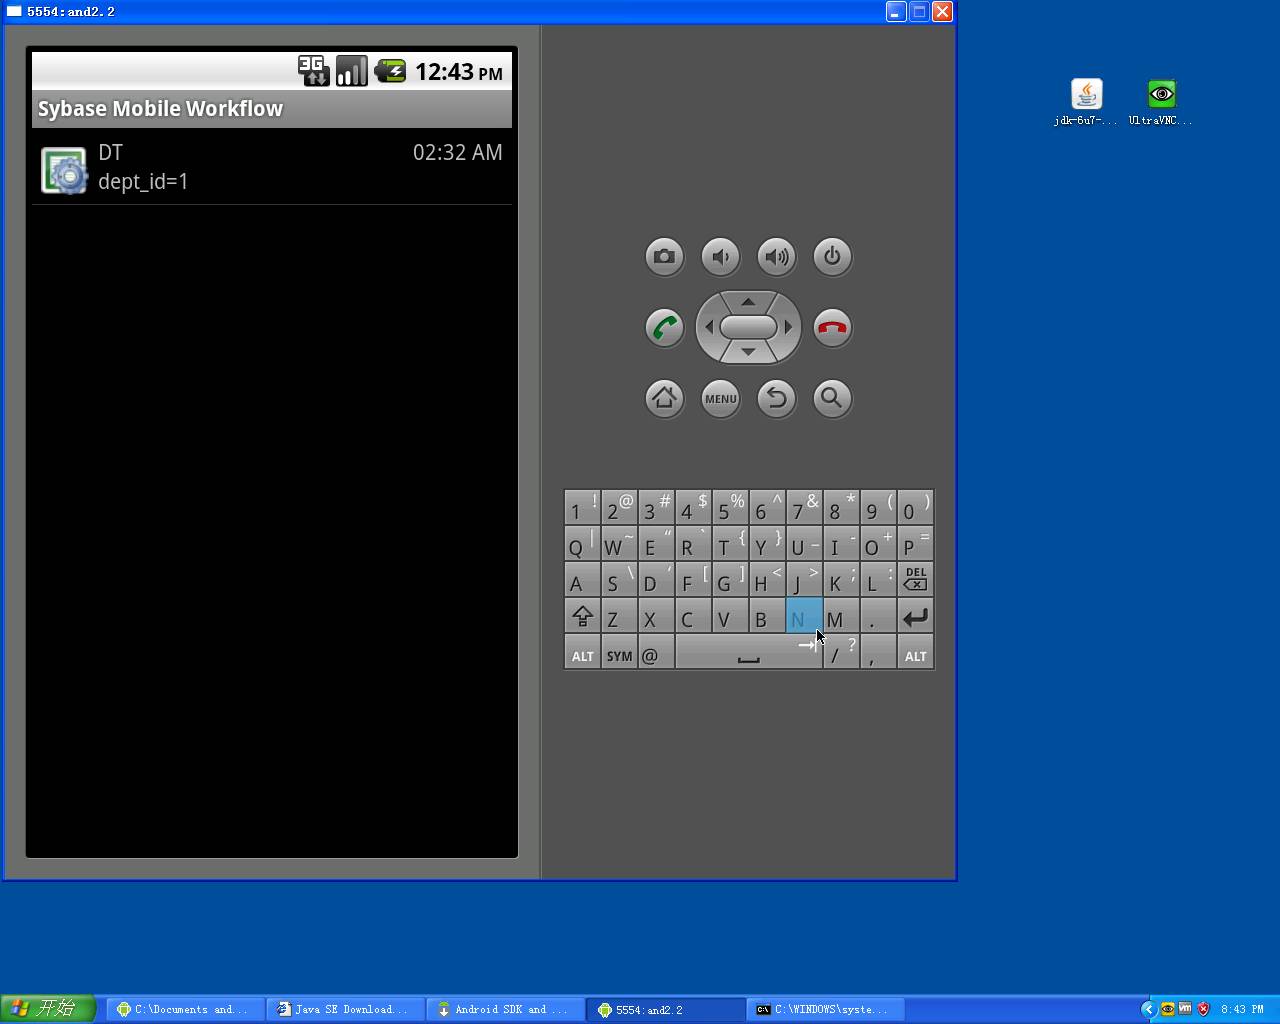 5554:and2.2
3G 12:43 PM
Sybase Mobile Workflow
DT 02:32 AM
dept_id=1
jdk-6u7-...
UltraVNC...
MENU
1 ! 2 @ 3 # 4 $ 5 % 6 ^ 7 & 8 * 9 ( 0 )
Q | W ~ E “ R ` T { Y } U _ I - O + P =
A S \ D ‘ F [ G ] H < J > K ; L : DEL
Z X C V B N M .
ALT SYM @ / ? , ALT
开始 C:\Documents and... Java SE Download... Android SDK and ... 5554:and2.2 C:\WINDOWS\syste... 8:43 PM